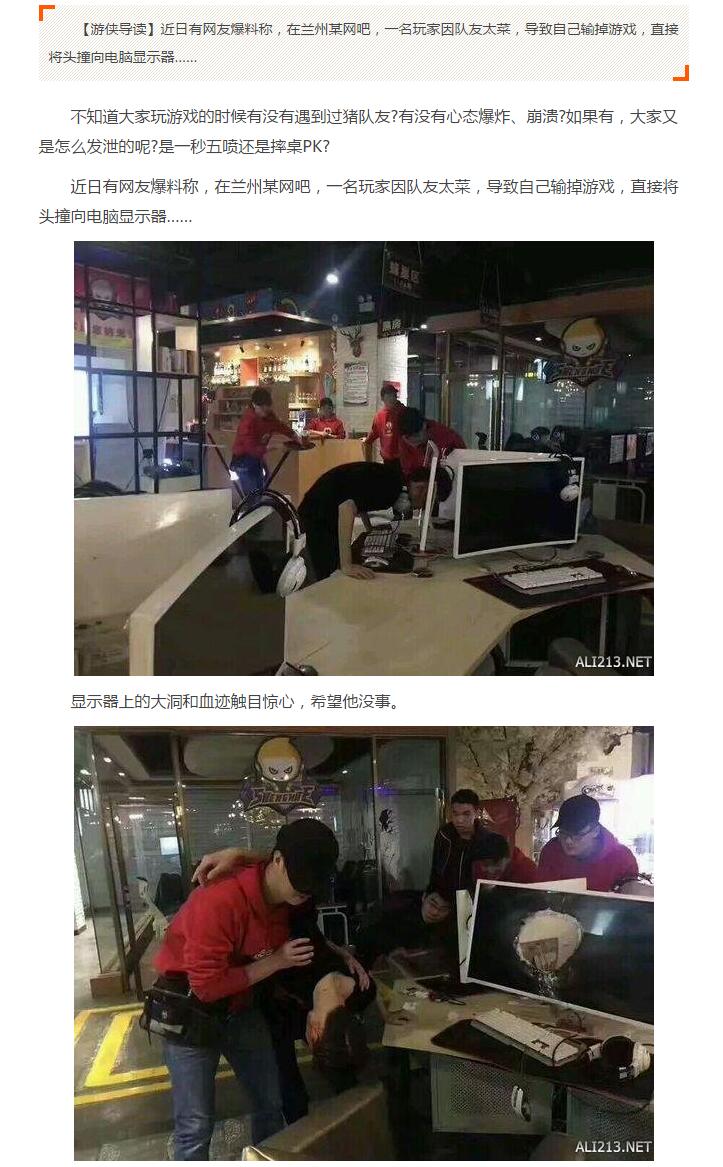 【游侠导读】近日有网友爆料称，在兰州某网吧，一名玩家因队友太菜，导致自己输掉游戏，直接
将头撞向电脑显示器......
不知道大家玩游戏的时候有没有遇到过猪队友?有没有心态爆炸、崩溃?如果有，大家又
是怎么发泄的呢?是一秒五喷还是摔桌PK?
近日有网友爆料称，在兰州某网吧，一名玩家因队友太菜，导致自己输掉游戏，直接将
头撞向电脑显示器......
ALI213.NET
显示器上的大洞和血迹触目惊心，希望他没事。
ALI213.NET